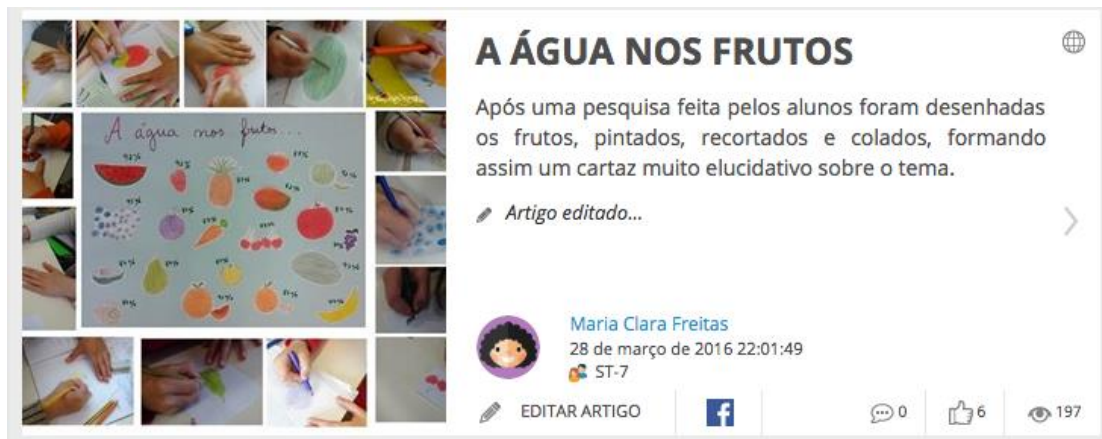 A ÁGUA NOS FRUTOS
Após uma pesquisa feita pelos alunos foram desenhadas
os frutos, pintados, recortados e colados, formando
assim um cartaz muito elucidativo sobre o tema.
Artigo editado...
Maria Clara Freitas
28 de março de 2016 22:01:49
ST-7
EDITAR ARTIGO
0
6
197
A água nos frutos...